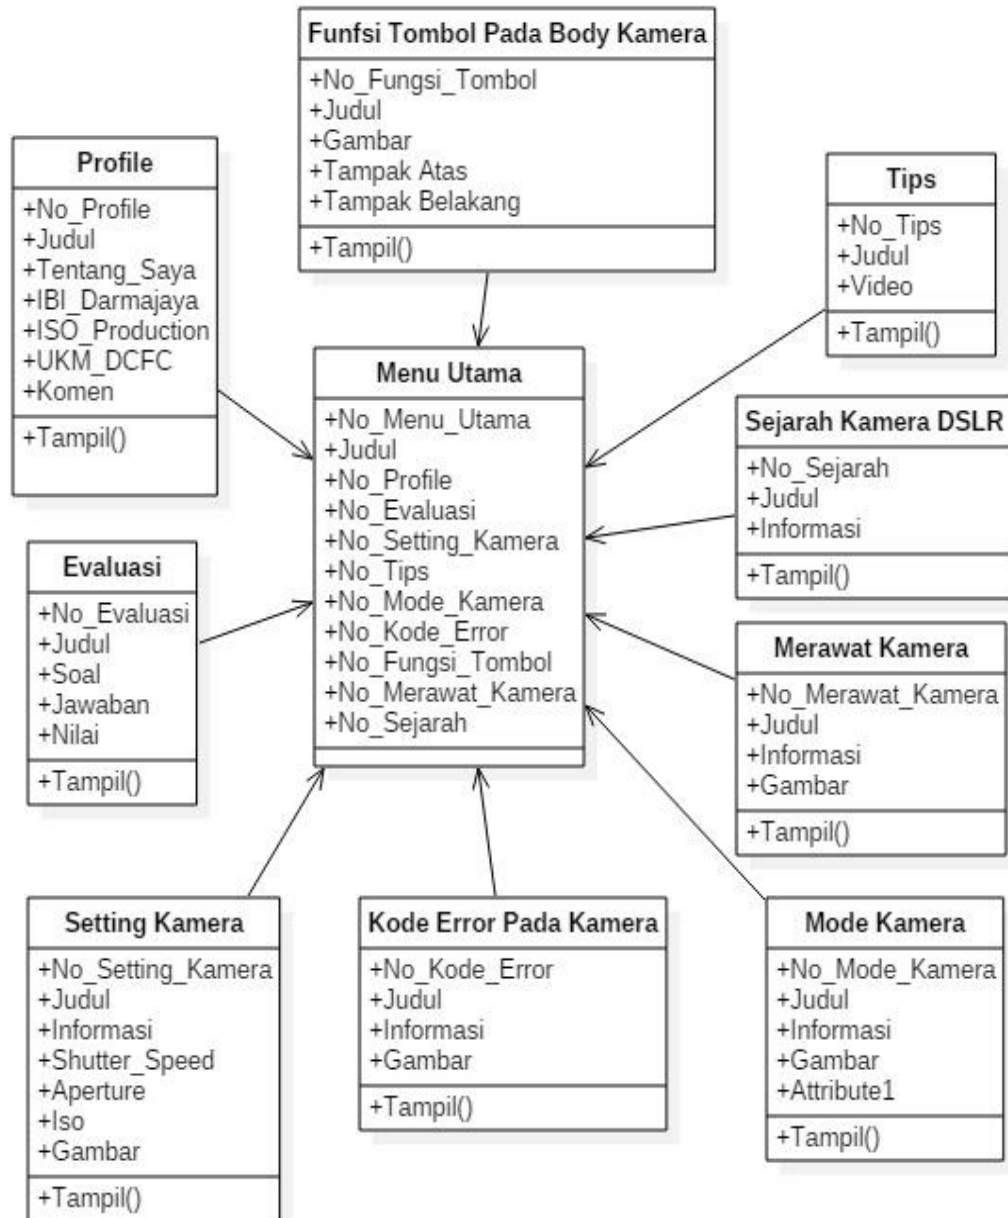 Funfsi Tombol Pada Body Kamera
+No_Fungsi_Tombol
+Judul
+Gambar
+Tampak Atas
+Tampak Belakang
+Tampil()
Profile
+No_Profile
+Judul
+Tentang_Saya
+IBI_Darmajaya
+ISO_Production
+UKM_DCFC
+Komen
+Tampil()
Tips
+No_Tips
+Judul
+Video
+Tampil()
Menu Utama
+No_Menu_Utama
+Judul
+No_Profile
+No_Evaluasi
+No_Setting_Kamera
+No_Tips
+No_Mode_Kamera
+No_Kode_Error
+No_Fungsi_Tombol
+No_Merawat_Kamera
+No_Sejarah
Sejarah Kamera DSLR
+No_Sejarah
+Judul
+Informasi
+Tampil()
Evaluasi
+No_Evaluasi
+Judul
+Soal
+Jawaban
+Nilai
+Tampil()
Merawat Kamera
+No_Merawat_Kamera
+Judul
+Informasi
+Gambar
+Tampil()
Setting Kamera
+No_Setting_Kamera
+Judul
+Informasi
+Shutter_Speed
+Aperture
+Iso
+Gambar
+Tampil()
Kode Error Pada Kamera
+No_Kode_Error
+Judul
+Informasi
+Gambar
+Tampil()
Mode Kamera
+No_Mode_Kamera
+Judul
+Informasi
+Gambar
+Attribute1
+Tampil()